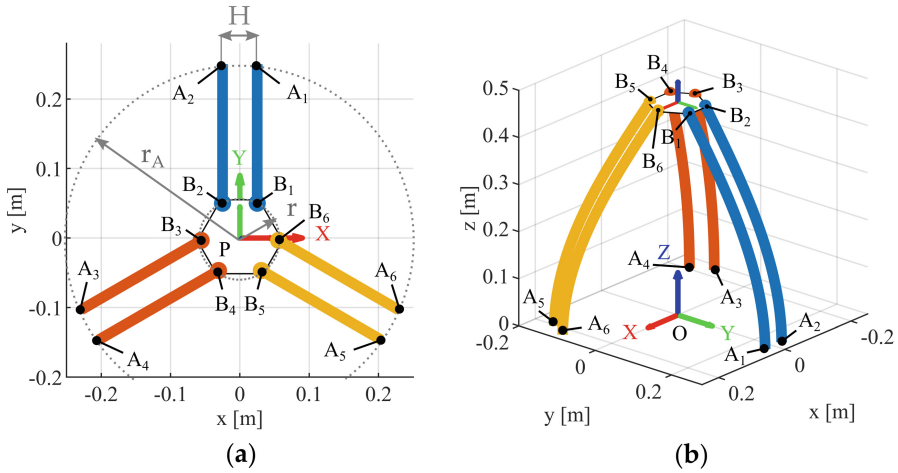 H
A₂
A₁
r_A
Y
B₂
B₁
r
B₃
B₆
P
X
A₃
B₄
B₅
A₆
A₄
A₅
0.2
0.1
0
-0.1
-0.2
y [m]
-0.2
-0.1
0
0.1
0.2
x [m]
(a)
B₄
B₃
B₅
Z
B₂
B₁
B₆
0.5
0.4
0.3
0.2
0.1
0
z [m]
A₄
Z
A₃
A₅
A₆
X
O
Y
A₂
A₁
-0.2
0
0.2
y [m]
0.2
0
-0.2
x [m]
(b)